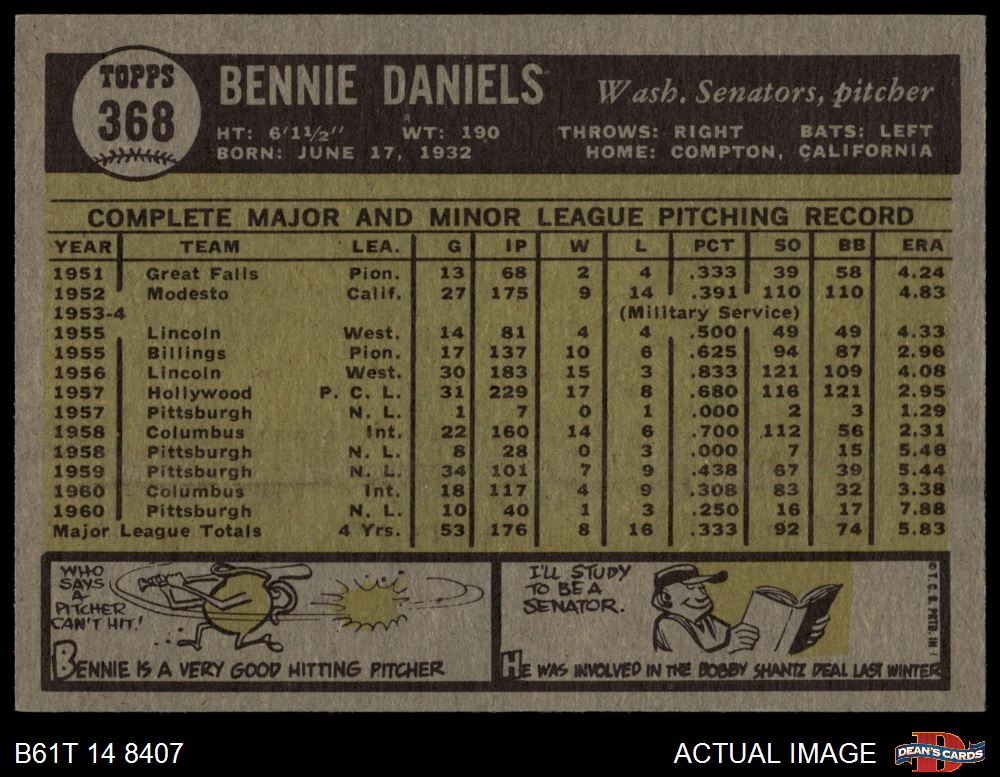 TOPPS
368
BENNIE DANIELS
Wash. Senators, pitcher
HT: 6'1½" WT: 190 THROWS: RIGHT BATS: LEFT
BORN: JUNE 17, 1932 HOME: COMPTON, CALIFORNIA
COMPLETE MAJOR AND MINOR LEAGUE PITCHING RECORD
YEAR TEAM LEA. G IP W L PCT SO BB ERA
1951 Great Falls Pion. 13 68 2 4 .333 39 58 4.24
1952 Modesto Calif. 27 175 9 14 .391 110 110 4.83
1953-4 (Military Service)
1955 Lincoln West. 14 81 4 4 .500 49 49 4.33
1955 Billings Pion. 17 137 10 6 .625 94 87 2.96
1956 Lincoln West. 30 183 15 3 .833 121 109 4.08
1957 Hollywood P. C. L. 31 229 17 8 .680 116 121 2.95
1957 Pittsburgh N. L. 1 7 0 1 .000 2 3 1.29
1958 Columbus Int. 22 160 14 6 .700 112 56 2.31
1958 Pittsburgh N. L. 8 28 0 3 .000 7 15 5.46
1959 Pittsburgh N. L. 34 101 7 9 .438 67 39 5.44
1960 Columbus Int. 18 117 4 9 .308 83 32 3.38
1960 Pittsburgh N. L. 10 40 1 3 .250 16 17 7.88
Major League Totals 4 Yrs. 53 176 8 16 .333 92 74 5.83
WHO
SAYS
A
PITCHER
CAN'T HIT!
BENNIE IS A VERY GOOD HITTING PITCHER
I'LL STUDY
TO BE A
SENATOR.
HE WAS INVOLVED IN THE BOBBY SHANTZ DEAL LAST WINTER
© T. C. G. PRTD. IN
B61T 14 8407
ACTUAL IMAGE
D
DEAN'S CARDS